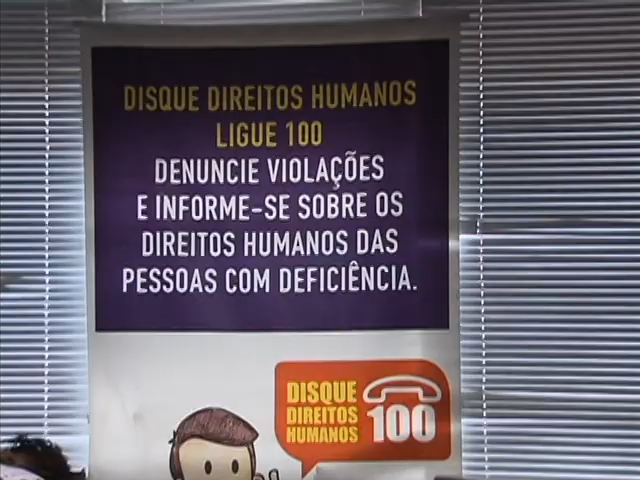 DISQUE DIREITOS HUMANOS
LIGUE 100
DENUNCIE VIOLAÇÕES
E INFORME-SE SOBRE OS
DIREITOS HUMANOS DAS
PESSOAS COM DEFICIÊNCIA.
DISQUE
DIREITOS
HUMANOS
100